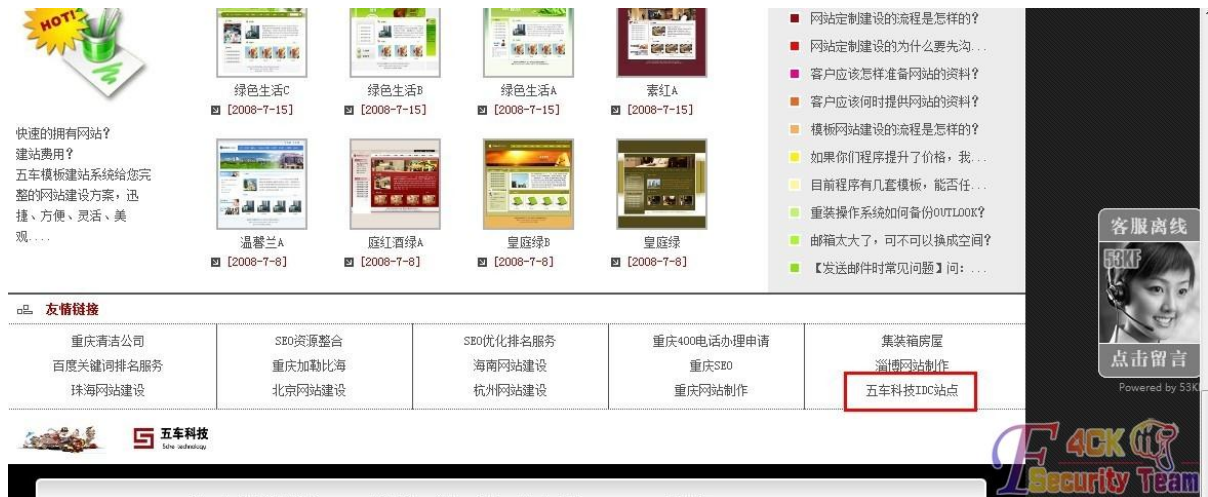 HOT!
快速的拥有网站?
建站费用?
五车模板建站系统给您完
整的网站建设方案，迅
捷、方便、灵活、美
观....
绿色生活C
绿色生活B
绿色生活A
素红A
[2008-7-15]
[2008-7-15]
[2008-7-15]
[2008-7-15]
温馨兰A
庭红酒绿A
皇庭绿B
皇庭绿
[2008-7-8]
[2008-7-8]
[2008-7-8]
[2008-7-8]
网站定制建设的流程是怎样的?
网站定制建设的为什么要先沟...
客户应该怎样准备网站的资料?
客户应该何时提供网站的资料?
模板网站建设的流程是怎样的?
如果你们程序提升了价格，我...
目前程序有几套模板，能否任...
重装操作系统如何备份OUTLOOK?
邮箱太大了，可不可以换成空间?
【发送邮件时常见问题】问：...
客服离线
53KF
点击留言
Powered by 53K
友情链接
重庆清洁公司
SEO资源整合
SEO优化排名服务
重庆400电话办理申请
集装箱房屋
百度关键词排名服务
重庆加勒比海
海南网站建设
重庆SEO
淄博网站制作
珠海网站建设
北京网站建设
杭州网站建设
重庆网站制作
五车科技IDC站点
五车科技
F4CK
Security Team